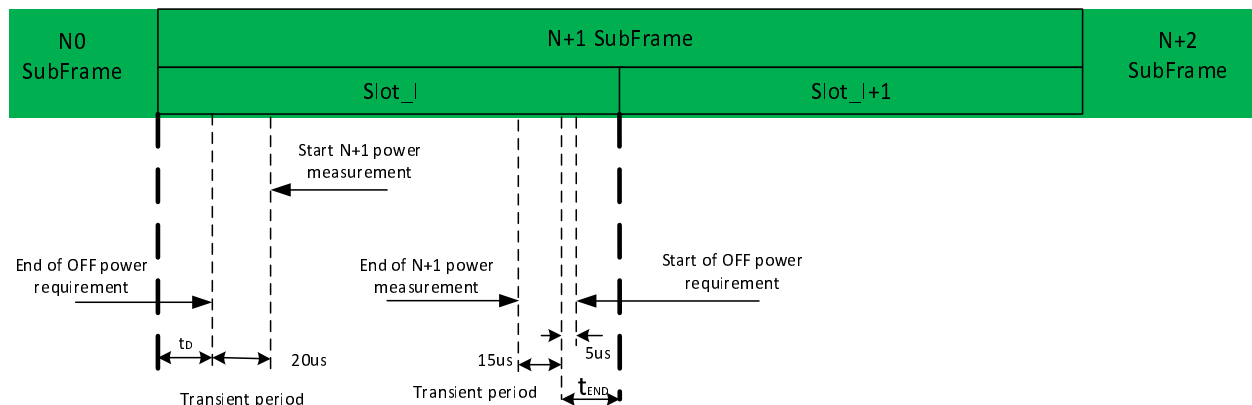 N0
SubFrame
N+1 SubFrame
N+2
SubFrame
Slot_I
Slot_I+1
Start N+1 power
measurement
End of OFF power
requirement
End of N+1 power
measurement
Start of OFF power
requirement
tD
20us
15us
5us
Transient period
Transient period
tEND